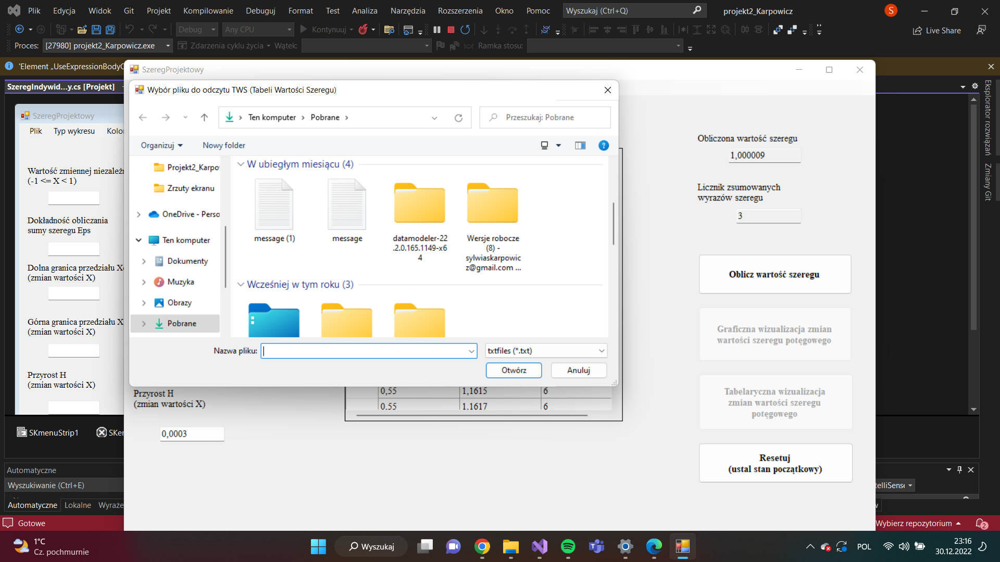 Plik Edycja Widok Git Projekt Kompilowanie Debuguj Format Test Analiza Narzędzia Rozszerzenia Okno Pomoc Wyszukaj (Ctrl+Q) projekt2_Karpowicz S
Debug Any CPU Kontynuuj Live Share
Proces: [27980] projekt2_Karpowicz.exe Zdarzenia cyklu życia Wątek: Ramka stosu:
'Element „UseExpressionBodyC
SzeregIndywid...y.cs [Projekt]
Eksplorator rozwiązań
Zmiany Git
SzeregProjektowy
Plik Typ wykresu Kolo
Wartość zmiennej niezależn
(-1 <= X < 1)
Dokładność obliczania
sumy szeregu Eps
Dolna granica przedziału X
(zmian wartości X)
Górna granica przedziału X
(zmian wartości X)
Przyrost H
(zmian wartości X)
SKmenuStrip1
Automatyczne
Wyszukiwanie (Ctrl+E)
Automatyczne Lokalne Wyraże
Gotowe
SzeregProjektowy
Wybór pliku do odczytu TWS (Tabeli Wartości Szeregu)
Ten komputer Pobrane
Przeszukaj: Pobrane
Organizuj Nowy folder
Projekt2_Karpo
Zrzuty ekranu
OneDrive - Perso
Ten komputer
Dokumenty
Muzyka
Obrazy
Pobrane
W ubiegłym miesiącu (4)
message (1)
message
datamodeler-22
.2.0.165.1149-x6
4
Wersje robocze
(8) -
sylwiaskarpowic
z@gmail.com ...
Wcześniej w tym roku (3)
Nazwa pliku: txtfiles (*.txt)
Otwórz Anuluj
0,55 1,1615 6
0,55 1,1617 6
Przyrost H
(zmian wartości X)
0,0003
Obliczona wartość szeregu
1,000009
Licznik zsumowanych
wyrazów szeregu
3
Oblicz wartość szeregu
Graficzna wizualizacja zmian
wartości szeregu potęgowego
Tabelaryczna wizualizacja
zmian wartości szeregu
potęgowego
Resetuj
(ustal stan początkowy)
Wybierz repozytorium 2
1°C
Cz. pochmurnie
Wyszukaj
POL
23:16
30.12.2022